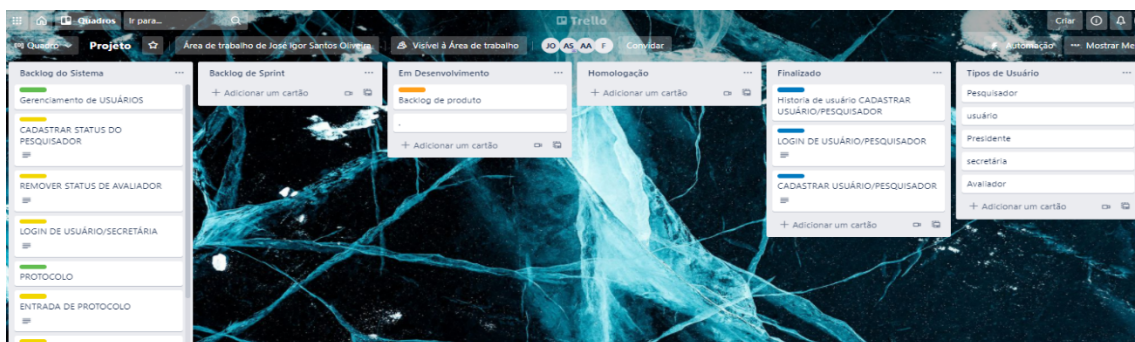 Quadros
Ir para...
Trello
Criar
Quadro
Projeto
Área de trabalho de José Igor Santos Oliveira
Visível à Área de trabalho
JO AS AA F
Convidar
Automação
Mostrar Me
Backlog do Sistema
Gerenciamento de USUÁRIOS
CADASTRAR STATUS DO
PESQUISADOR
REMOVER STATUS DE AVALIADOR
LOGIN DE USUÁRIO/SECRETÁRIA
PROTOCOLO
ENTRADA DE PROTOCOLO
Backlog de Sprint
+ Adicionar um cartão
Em Desenvolvimento
Backlog de produto
.
+ Adicionar um cartão
Homologação
+ Adicionar um cartão
Finalizado
Historia de usuário CADASTRAR
USUÁRIO/PESQUISADOR
LOGIN DE USUÁRIO/PESQUISADOR
CADASTRAR USUÁRIO/PESQUISADOR
+ Adicionar um cartão
Tipos de Usuário
Pesquisador
usuário
Presidente
secretária
Avaliador
+ Adicionar um cartão